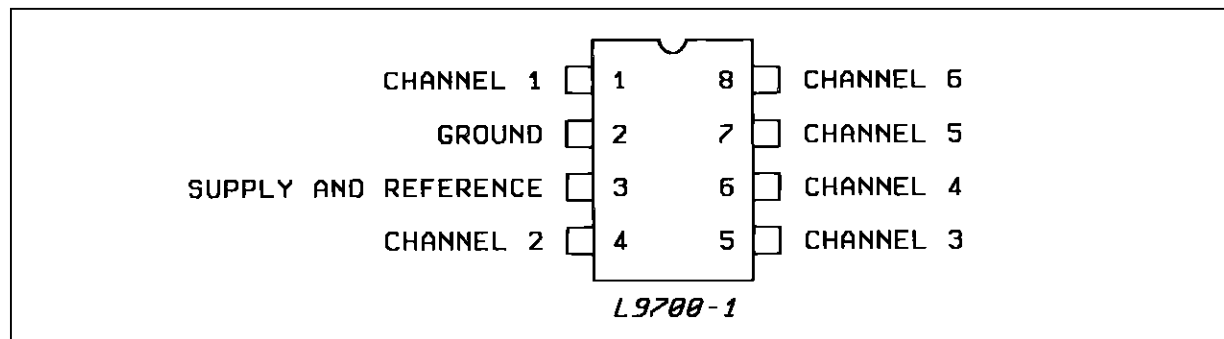 CHANNEL 1 1 8 CHANNEL 6
GROUND 2 7 CHANNEL 5
SUPPLY AND REFERENCE 3 6 CHANNEL 4
CHANNEL 2 4 5 CHANNEL 3
L9700-1